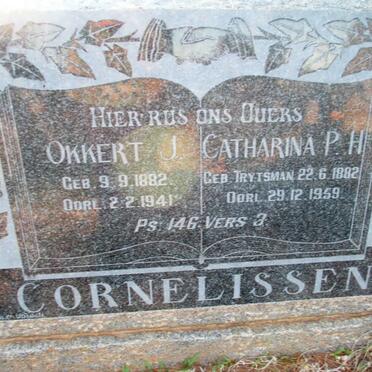 HIER RUS ONS OUERS
OKKERT J.
GEB. 9.9.1882
OORL. 2.2.1941
CATHARINA P. H.
GEB. TRYTSMAN 22.6.1882
OORL. 29.12.1959
PS. 146. VERS 3.
CORNELISSEN